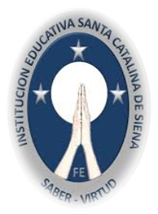 INSTITUCION EDUCATIVA SANTA CATALINA DE SIENA
FE
SABER - VIRTUD